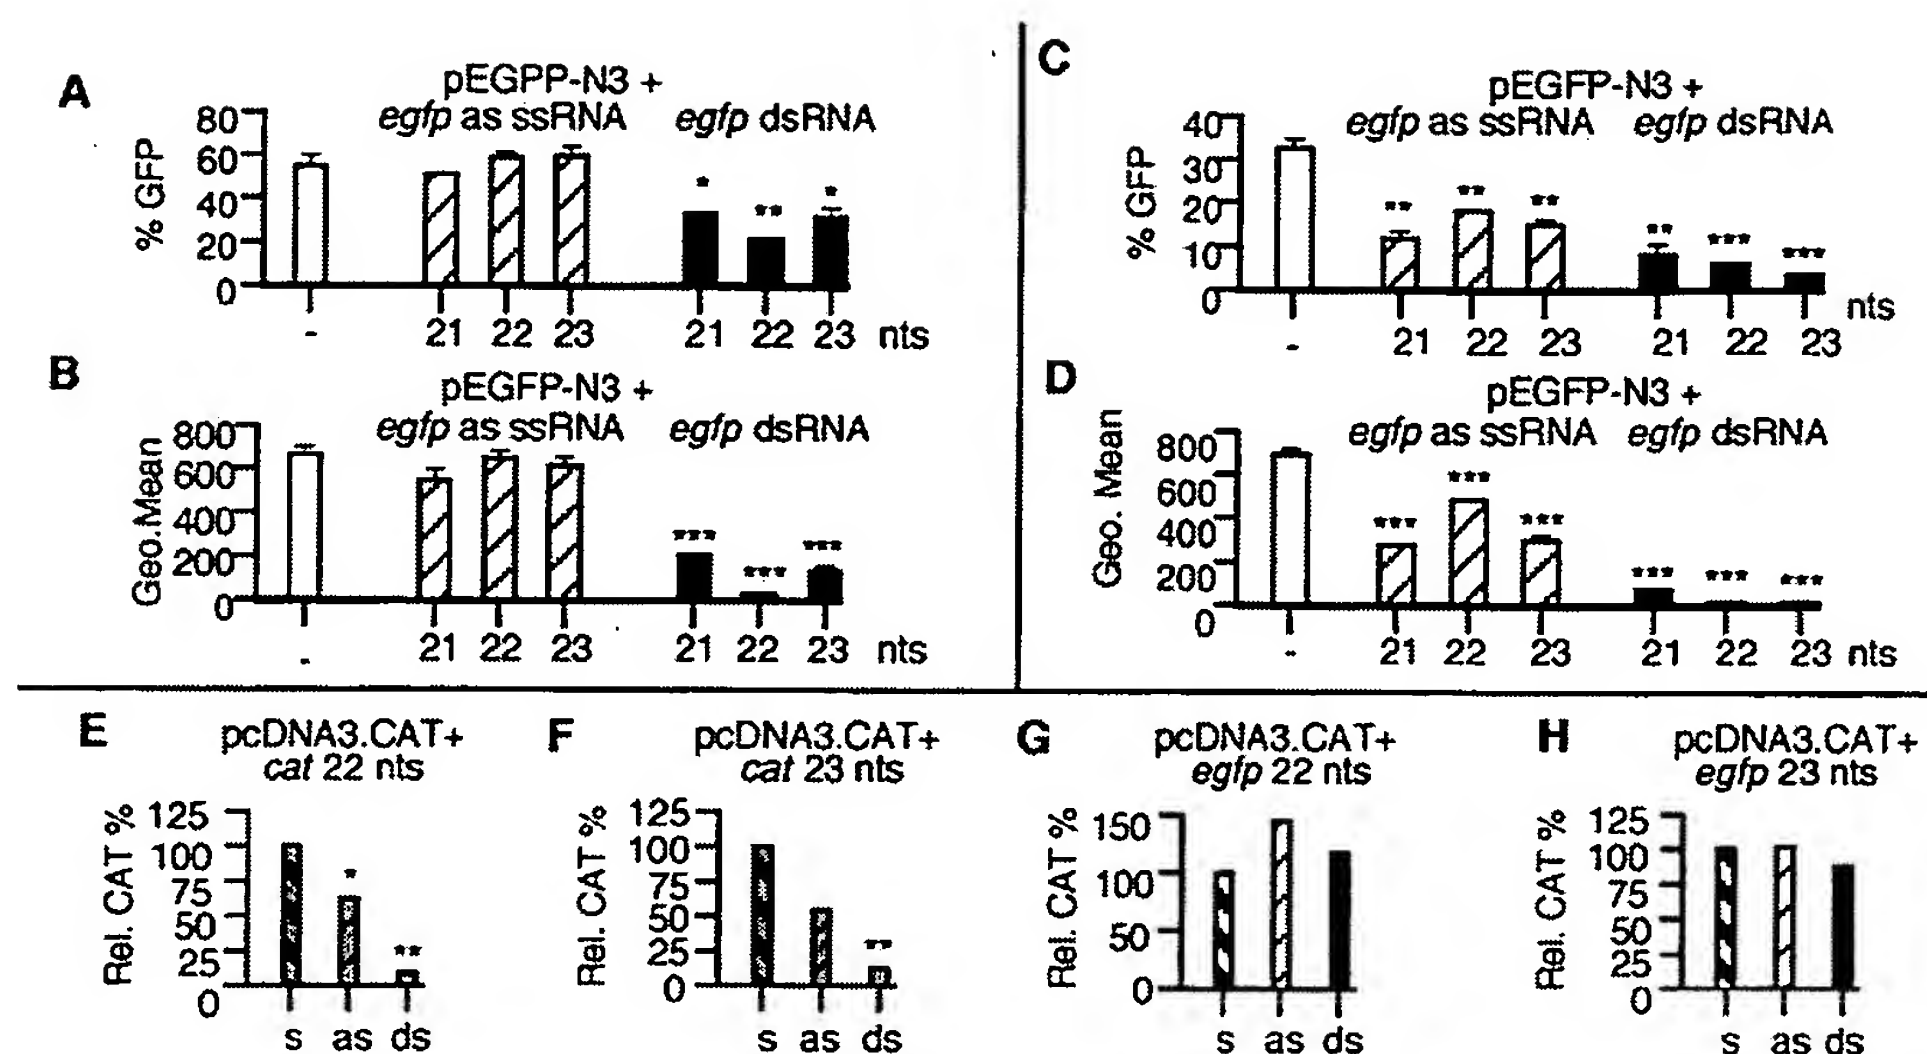 A
pEGPP-N3 +
egfp as ssRNA egfp dsRNA
% GFP
80
60
40
20
0
* ** *
- 21 22 23 21 22 23 nts
B
pEGFP-N3 +
egfp as ssRNA egfp dsRNA
Geo.Mean
800
600
400
200
0
*** *** ***
- 21 22 23 21 22 23 nts
C
pEGFP-N3 +
egfp as ssRNA egfp dsRNA
% GFP
40
30
20
10
0
** ** ** ** *** ***
nts
- 21 22 23 21 22 23
D
pEGFP-N3 +
egfp as ssRNA egfp dsRNA
Geo. Mean
800
600
400
200
0
*** *** *** *** *** ***
- 21 22 23 21 22 23 nts
E
pcDNA3.CAT+
cat 22 nts
Rel. CAT %
125
100
75
50
25
0
* **
s as ds
F
pcDNA3.CAT+
cat 23 nts
Rel. CAT %
125
100
75
50
25
0
**
s as ds
G
pcDNA3.CAT+
egfp 22 nts
Rel. CAT %
150
100
50
0
s as ds
H
pcDNA3.CAT+
egfp 23 nts
Rel. CAT %
125
100
75
50
25
0
s as ds